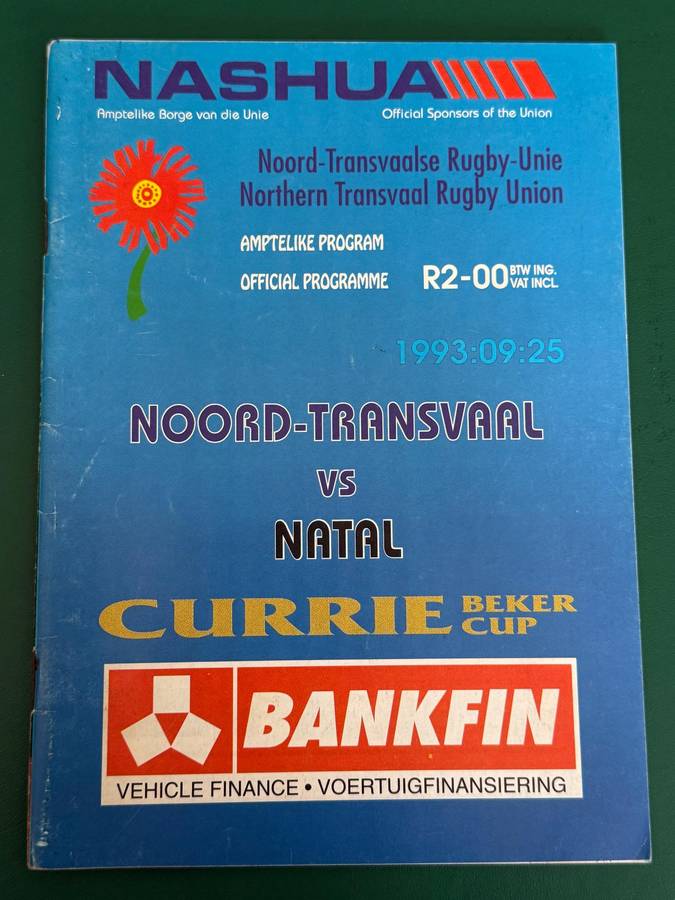 NASHUA
Amptelike Borge van die Unie
Official Sponsors of the Union
Noord-Transvaalse Rugby-Unie
Northern Transvaal Rugby Union
AMPTELIKE PROGRAM
OFFICIAL PROGRAMME
R2-00 BTW ING.
VAT INCL.
1993:09:25
NOORD-TRANSVAAL
VS
NATAL
CURRIE BEKER
CUP
BANKFIN
VEHICLE FINANCE • VOERTUIGFINANSIERING